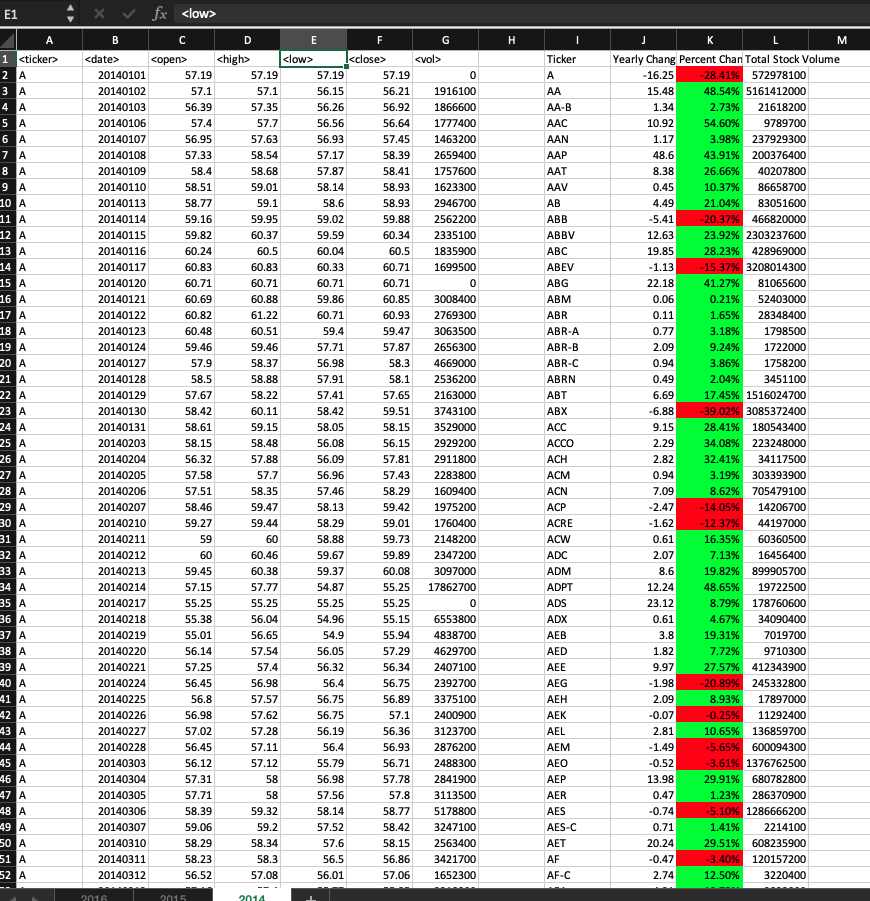 E1 fx <low>
A B C D E F G H I J K L M
1 <ticker> <date> <open> <high> <low> <close> <vol> Ticker Yearly Chang Percent Chan Total Stock Volume
2 A 20140101 57.19 57.19 57.19 57.19 0 A -16.25 -28.41% 572978100
3 A 20140102 57.1 57.1 56.15 56.21 1916100 AA 15.48 48.54% 5161412000
4 A 20140103 56.39 57.35 56.26 56.92 1866600 AA-B 1.34 2.73% 21618200
5 A 20140106 57.4 57.7 56.56 56.64 1777400 AAC 10.92 54.60% 9789700
6 A 20140107 56.95 57.63 56.93 57.45 1463200 AAN 1.17 3.98% 237929300
7 A 20140108 57.33 58.54 57.17 58.39 2659400 AAP 48.6 43.91% 200376400
8 A 20140109 58.4 58.68 57.87 58.41 1757600 AAT 8.38 26.66% 40207800
9 A 20140110 58.51 59.01 58.14 58.93 1623300 AAV 0.45 10.37% 86658700
10 A 20140113 58.77 59.1 58.6 58.93 2946700 AB 4.49 21.04% 83051600
11 A 20140114 59.16 59.95 59.02 59.88 2562200 ABB -5.41 -20.37% 466820000
12 A 20140115 59.82 60.37 59.59 60.34 2335100 ABBV 12.63 23.92% 2303237600
13 A 20140116 60.24 60.5 60.04 60.5 1835900 ABC 19.85 28.23% 428969000
14 A 20140117 60.83 60.83 60.33 60.71 1699500 ABEV -1.13 -15.37% 3208014300
15 A 20140120 60.71 60.71 60.71 60.71 0 ABG 22.18 41.27% 81065600
16 A 20140121 60.69 60.88 59.86 60.85 3008400 ABM 0.06 0.21% 52403000
17 A 20140122 60.82 61.22 60.71 60.93 2769300 ABR 0.11 1.65% 28348400
18 A 20140123 60.48 60.51 59.4 59.47 3063500 ABR-A 0.77 3.18% 1798500
19 A 20140124 59.46 59.46 57.71 57.87 2656300 ABR-B 2.09 9.24% 1722000
20 A 20140127 57.9 58.37 56.98 58.3 4669000 ABR-C 0.94 3.86% 1758200
21 A 20140128 58.5 58.88 57.91 58.1 2536200 ABRN 0.49 2.04% 3451100
22 A 20140129 57.67 58.22 57.41 57.65 2163000 ABT 6.69 17.45% 1516024700
23 A 20140130 58.42 60.11 58.42 59.51 3743100 ABX -6.88 -39.02% 3085372400
24 A 20140131 58.61 59.15 58.05 58.15 3529000 ACC 9.15 28.41% 180543400
25 A 20140203 58.15 58.48 56.08 56.15 2929200 ACCO 2.29 34.08% 223248000
26 A 20140204 56.32 57.88 56.09 57.81 2911800 ACH 2.82 32.41% 34117500
27 A 20140205 57.58 57.7 56.96 57.43 2283800 ACM 0.94 3.19% 303393900
28 A 20140206 57.51 58.35 57.46 58.29 1609400 ACN 7.09 8.62% 705479100
29 A 20140207 58.46 59.47 58.13 59.42 1975200 ACP -2.47 -14.05% 14206700
30 A 20140210 59.27 59.44 58.29 59.01 1760400 ACRE -1.62 -12.37% 44197000
31 A 20140211 59 60 58.88 59.73 2148200 ACW 0.61 16.35% 60360500
32 A 20140212 60 60.46 59.67 59.89 2347200 ADC 2.07 7.13% 16456400
33 A 20140213 59.45 60.38 59.37 60.08 3097000 ADM 8.6 19.82% 899905700
34 A 20140214 57.15 57.77 54.87 55.25 17862700 ADPT 12.24 48.65% 19722500
35 A 20140217 55.25 55.25 55.25 55.25 0 ADS 23.12 8.79% 178760600
36 A 20140218 55.38 56.04 54.96 55.15 6553800 ADX 0.61 4.67% 34090400
37 A 20140219 55.01 56.65 54.9 55.94 4838700 AEB 3.8 19.31% 7019700
38 A 20140220 56.14 57.54 56.05 57.29 4629700 AED 1.82 7.72% 9710300
39 A 20140221 57.25 57.4 56.32 56.34 2407100 AEE 9.97 27.57% 412343900
40 A 20140224 56.45 56.98 56.4 56.75 2392700 AEG -1.98 -20.89% 245332800
41 A 20140225 56.8 57.57 56.75 56.89 3375100 AEH 2.09 8.93% 17897000
42 A 20140226 56.98 57.62 56.75 57.1 2400900 AEK -0.07 -0.25% 11292400
43 A 20140227 57.02 57.28 56.19 56.36 3123700 AEL 2.81 10.65% 136859700
44 A 20140228 56.45 57.11 56.4 56.93 2876200 AEM -1.49 -5.65% 600094300
45 A 20140303 56.12 57.12 55.79 56.71 2488300 AEO -0.52 -3.61% 1376762500
46 A 20140304 57.31 58 56.98 57.78 2841900 AEP 13.98 29.91% 680782800
47 A 20140305 57.71 58 57.56 57.8 3113500 AER 0.47 1.23% 286370900
48 A 20140306 58.39 59.32 58.14 58.77 5178800 AES -0.74 -5.10% 1286666200
49 A 20140307 59.06 59.2 57.52 58.42 3247100 AES-C 0.71 1.41% 2214100
50 A 20140310 58.29 58.34 57.6 58.15 2563400 AET 20.24 29.51% 608235900
51 A 20140311 58.23 58.3 56.5 56.86 3421700 AF -0.47 -3.40% 120157200
52 A 20140312 56.52 57.08 56.01 57.06 1652300 AF-C 2.74 12.50% 3220400
2016 2015 2014 +